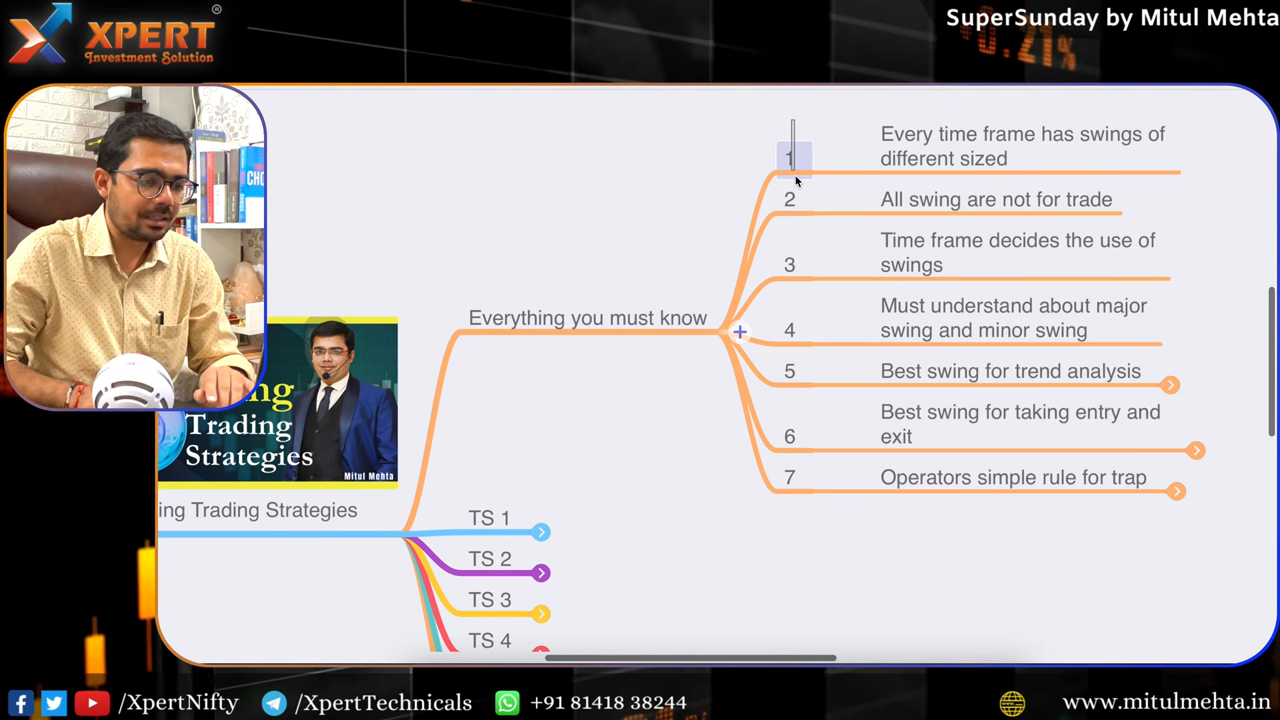 XPERT
®
Investment Solution
SuperSunday by Mitul Mehta
1 Every time frame has swings of
different sized
2 All swing are not for trade
3 Time frame decides the use of
swings
4 Must understand about major
swing and minor swing
5 Best swing for trend analysis
6 Best swing for taking entry and
exit
7 Operators simple rule for trap
Everything you must know
Trading
Strategies
Mitul Mehta
ing Trading Strategies
TS 1
TS 2
TS 3
TS 4
/XpertNifty
/XpertTechnicals
+91 81418 38244
www.mitulmehta.in